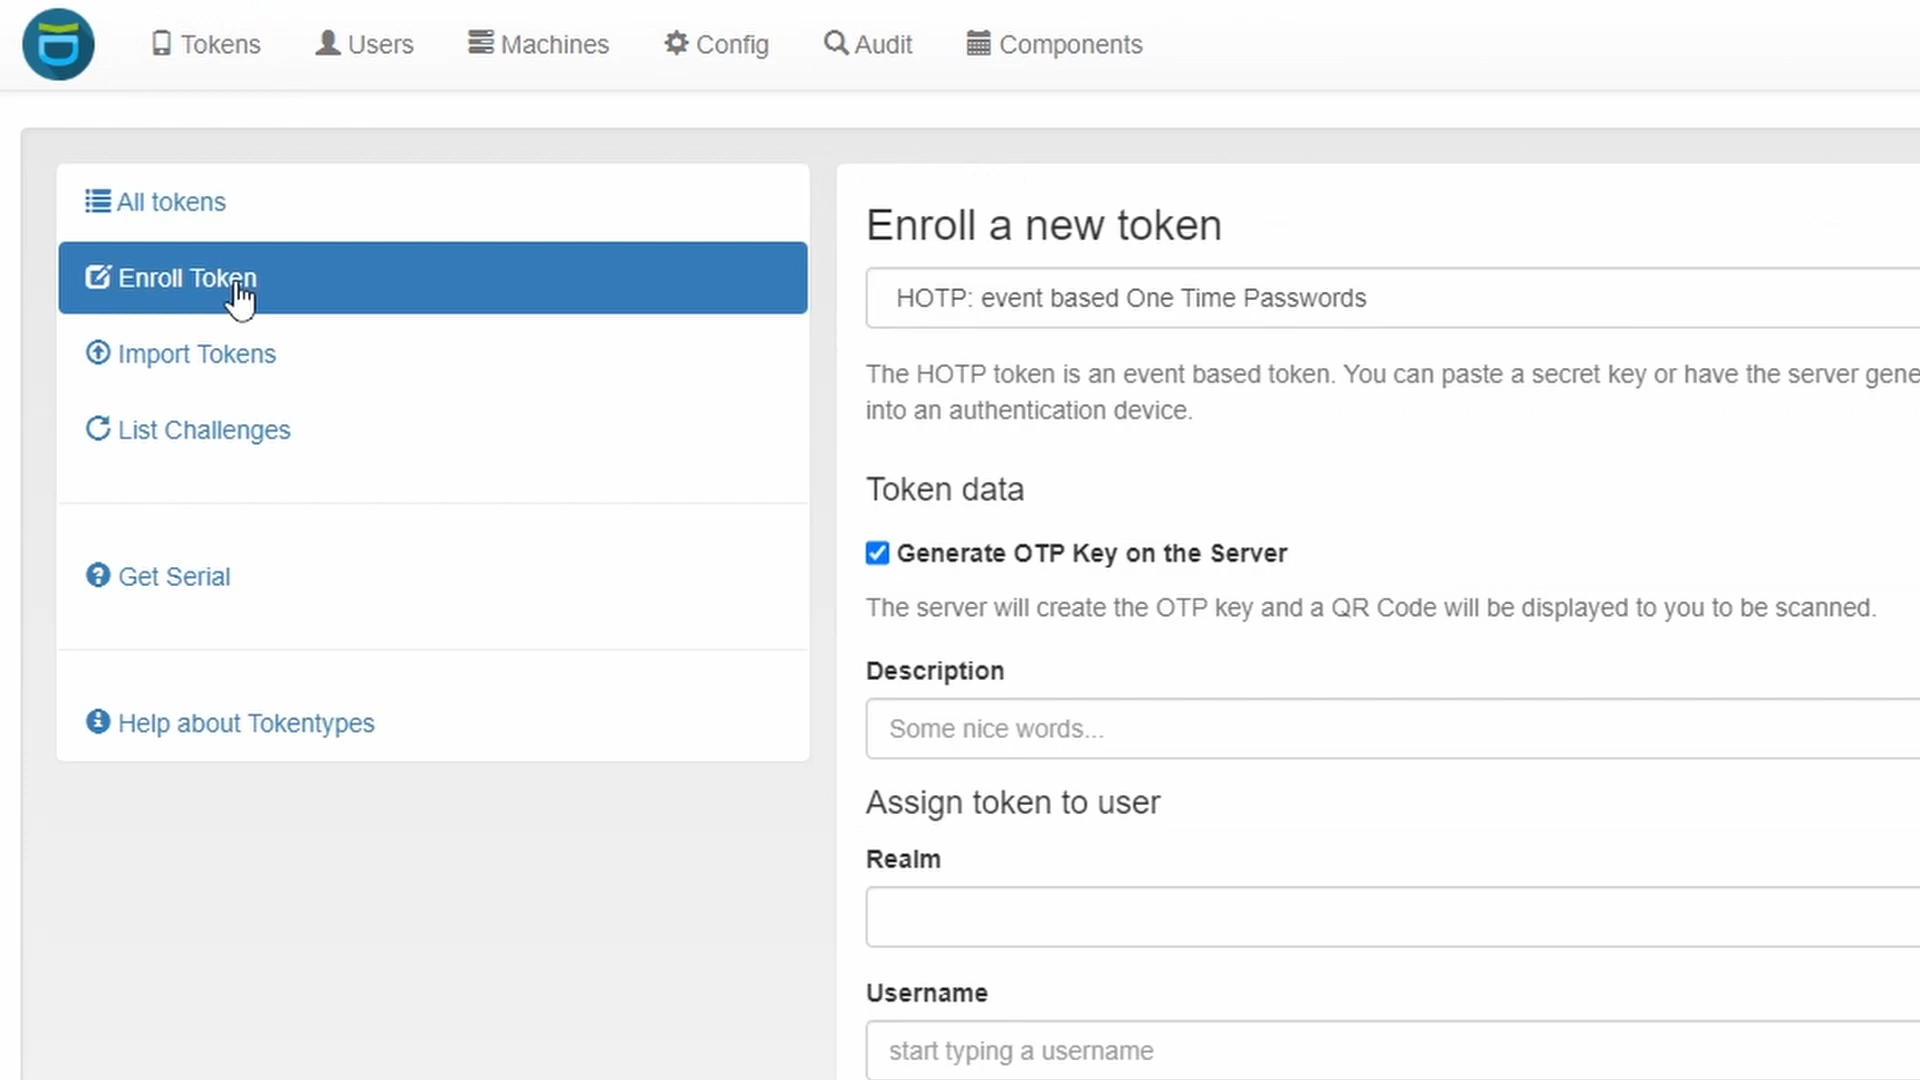 Tokens
Users
Machines
Config
Audit
Components
All tokens
Enroll Token
Import Tokens
List Challenges
Get Serial
Help about Tokentypes
Enroll a new token
HOTP: event based One Time Passwords
The HOTP token is an event based token. You can paste a secret key or have the server gene
into an authentication device.
Token data
Generate OTP Key on the Server
The server will create the OTP key and a QR Code will be displayed to you to be scanned.
Description
Some nice words...
Assign token to user
Realm
Username
start typing a username